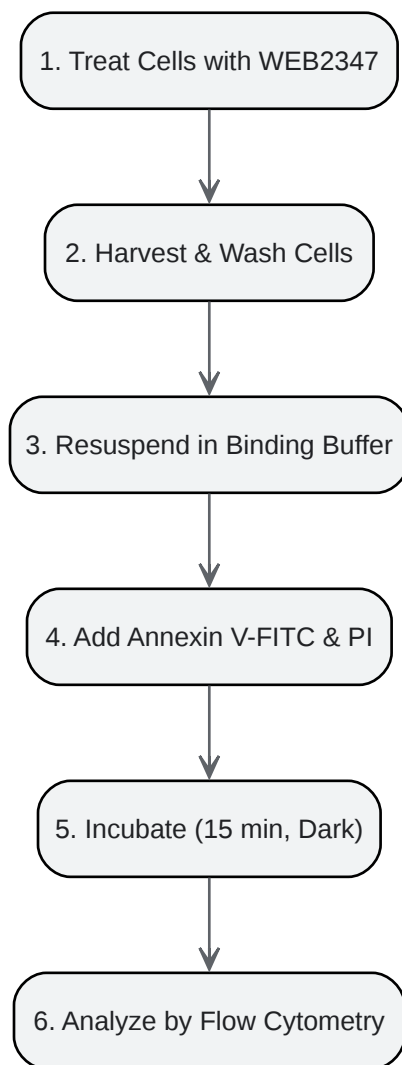 1. Treat Cells with WEB2347
2. Harvest & Wash Cells
3. Resuspend in Binding Buffer
4. Add Annexin V-FITC & PI
5. Incubate (15 min, Dark)
6. Analyze by Flow Cytometry